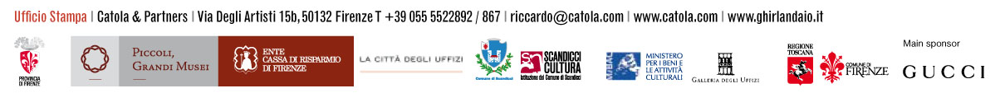 Ufficio Stampa | Catola & Partners | Via Degli Artisti 15b, 50132 Firenze T +39 055 5522892 / 867 | riccardo@catola.com | www.catola.com | www.ghirlandaio.it
PROVINCIA
DI FIRENZE
PICCOLI,
GRANDI MUSEI
ENTE
CASSA DI RISPARMIO
DI FIRENZE
LA CITTÀ DEGLI UFFIZI
Comune di Scandicci
SCANDICCI
CULTURA
Istituzione del Comune di Scandicci
MiBAC
MINISTERO
PER I BENI E
LE ATTIVITÀ
CULTURALI
GALLERIA DEGLI UFFIZI
REGIONE
TOSCANA
COMUNE DI
FIRENZE
Main sponsor
GUCCI